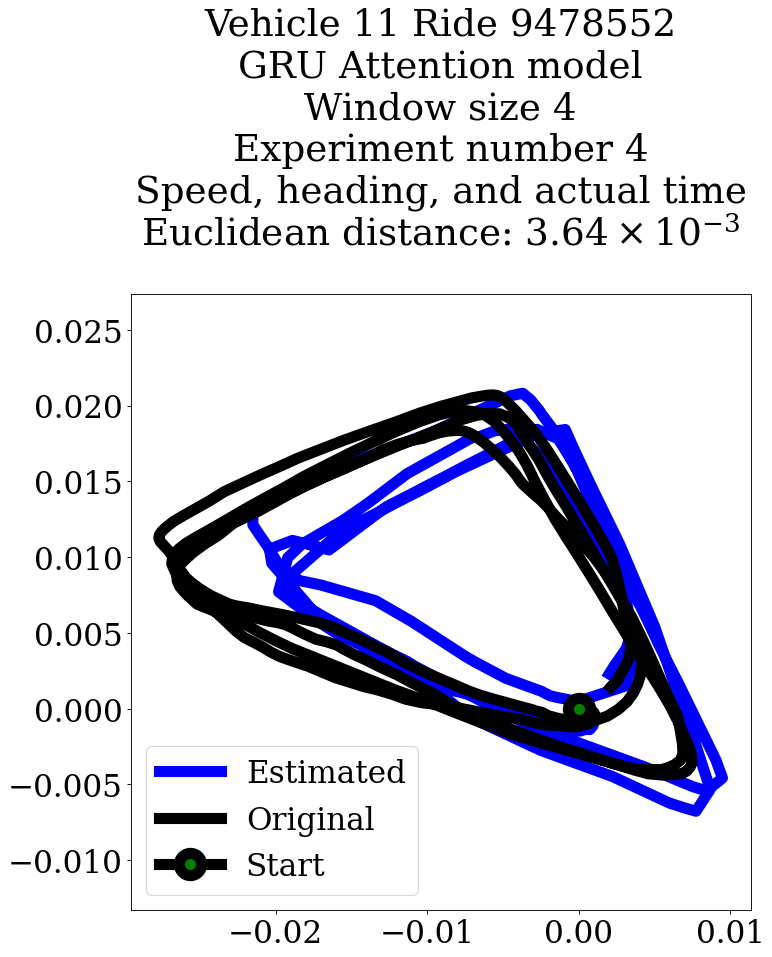 Vehicle 11 Ride 9478552
GRU Attention model
Window size 4
Experiment number 4
Speed, heading, and actual time
Euclidean distance: 3.64 × 10⁻³
0.025
0.020
0.015
0.010
0.005
0.000
−0.005
−0.010
Estimated
Original
Start
−0.02 −0.01 0.00 0.01